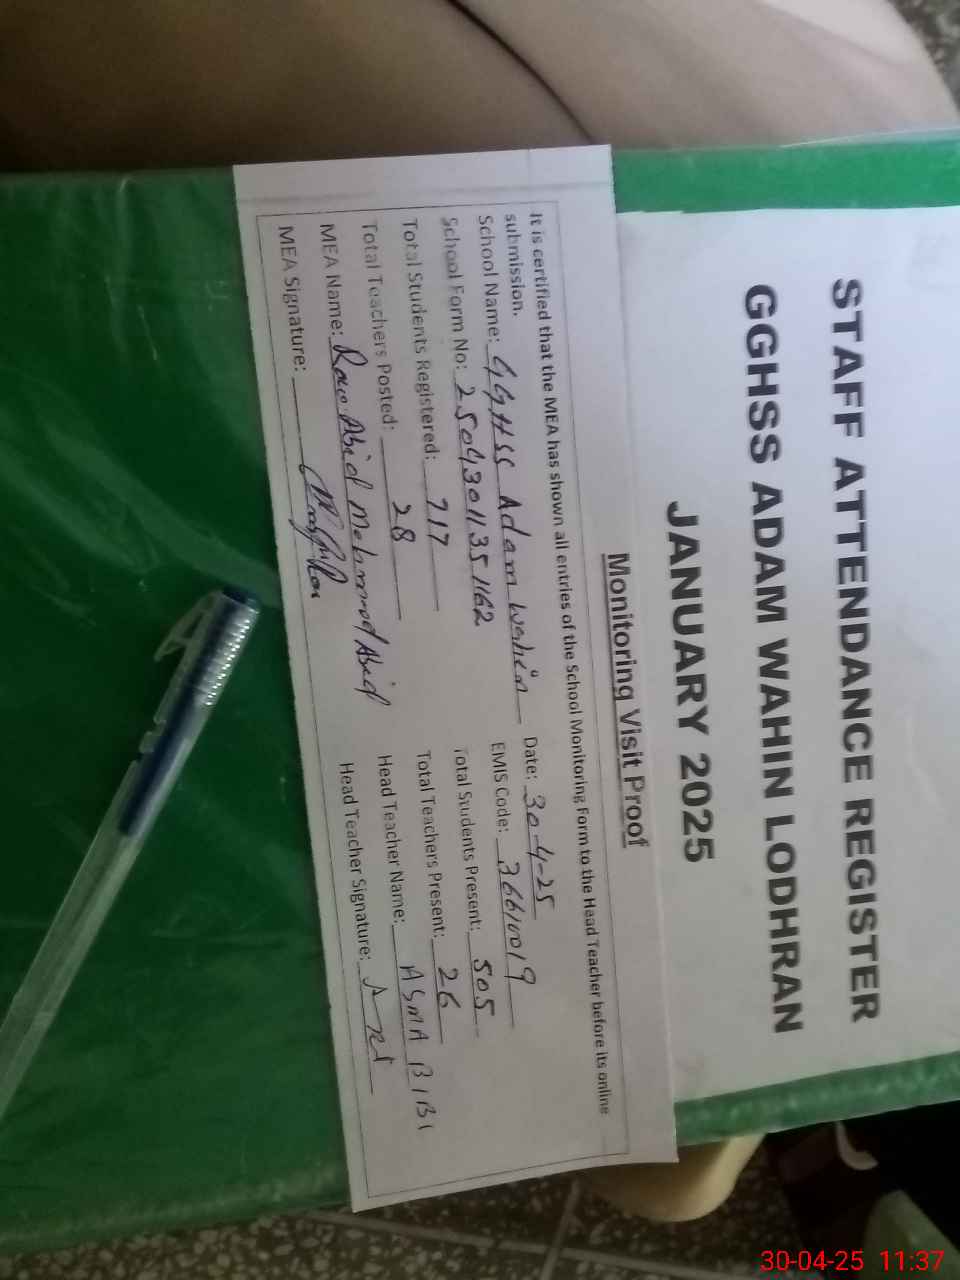 STAFF ATTENDANCE REGISTER
GGHSS ADAM WAHIN LODHRAN
JANUARY 2025
Monitoring Visit Proof
It is certified that the MEA has shown all entries of the School Monitoring Form to the Head Teacher before its online
submission.
School Name: GGHSS Adam Wahin Date: 30-4-25
School Form No: 25043011351162 EMIS Code: 36610019
Total Students Registered: 717 Total Students Present: 505
Total Teachers Posted: 28 Total Teachers Present: 26
MEA Name: Rao Abid Mehmood Abid Head Teacher Name: ASMA BIBI
MEA Signature: Head Teacher Signature:
30-04-25 11:37